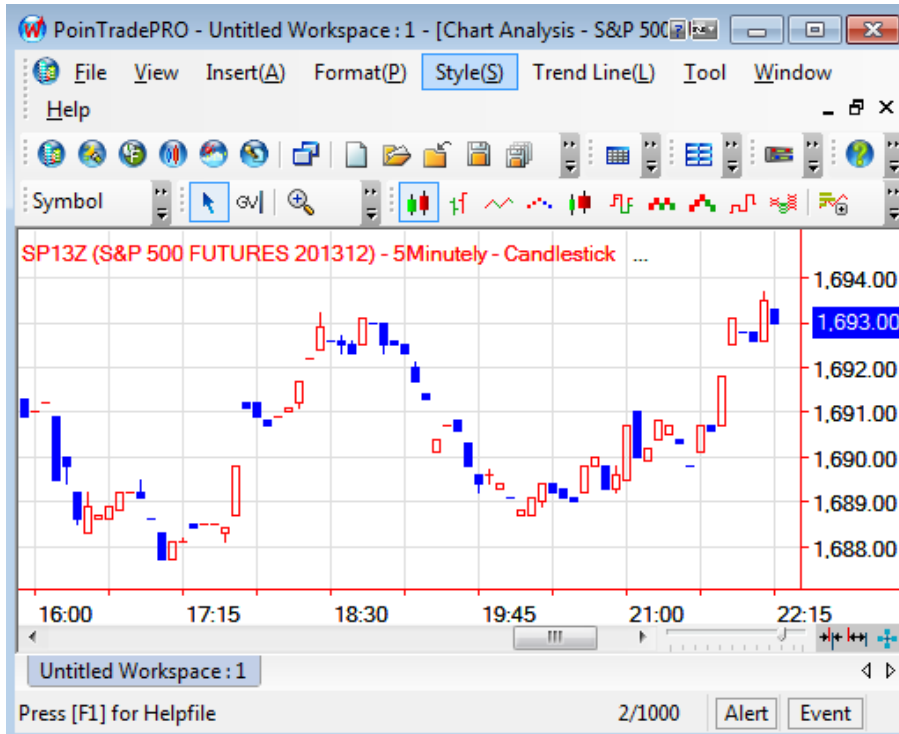 PoinTradePRO - Untitled Workspace : 1 - [Chart Analysis - S&P 500
File View Insert(A) Format(P) Style(S) Trend Line(L) Tool Window
Help
Symbol GV
SP13Z (S&P 500 FUTURES 201312) - 5Minutely - Candlestick ...
1,694.00
1,693.00
1,692.00
1,691.00
1,690.00
1,689.00
1,688.00
16:00 17:15 18:30 19:45 21:00 22:15
Untitled Workspace : 1
Press [F1] for Helpfile 2/1000 Alert Event